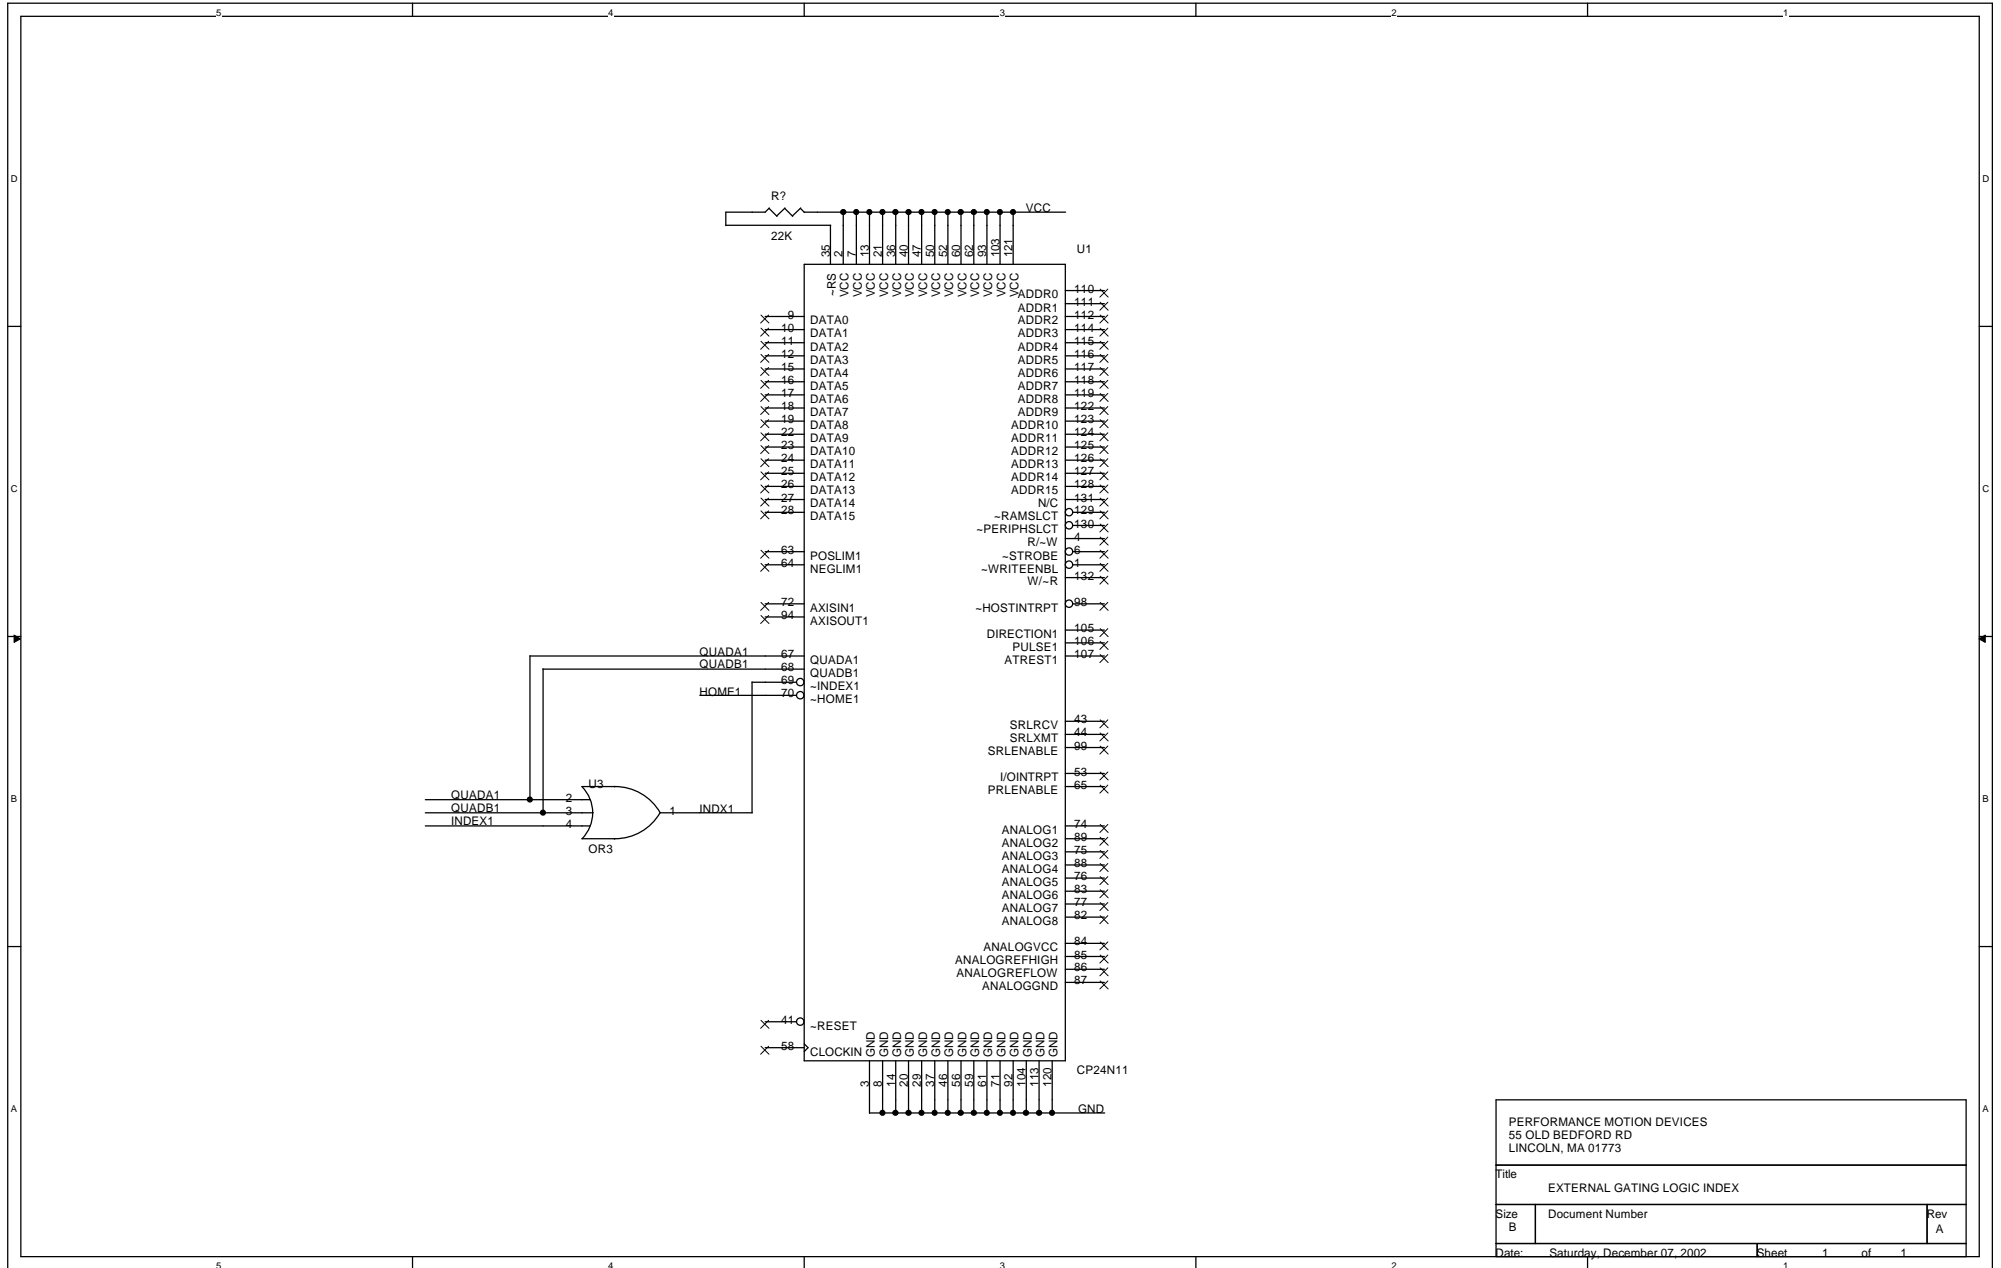 5 4 3 2 1
D D
C C
B B
A A
R?
22K
VCC
U1
35 2 7 13 21 36 40 47 50 52 60 62 93 103 121
~RS VCC VCC VCC VCC VCC VCC VCC VCC VCC VCC VCC VCC VCC VCC
9 DATA0
10 DATA1
11 DATA2
12 DATA3
15 DATA4
16 DATA5
17 DATA6
18 DATA7
19 DATA8
22 DATA9
23 DATA10
24 DATA11
25 DATA12
26 DATA13
27 DATA14
28 DATA15
63 POSLIM1
64 NEGLIM1
72 AXISIN1
94 AXISOUT1
QUADA1 67 QUADA1
QUADB1 68 QUADB1
69 ~INDEX1
HOME1 70 ~HOME1
41 ~RESET
58 CLOCKIN
ADDR0 110
ADDR1 111
ADDR2 112
ADDR3 114
ADDR4 115
ADDR5 116
ADDR6 117
ADDR7 118
ADDR8 119
ADDR9 122
ADDR10 123
ADDR11 124
ADDR12 125
ADDR13 126
ADDR14 127
ADDR15 128
N/C 131
~RAMSLCT 129
~PERIPHSLCT 130
R/~W 4
~STROBE 6
~WRITEENBL 1
W/~R 132
~HOSTINTRPT 98
DIRECTION1 105
PULSE1 106
ATREST1 107
SRLRCV 43
SRLXMT 44
SRLENABLE 99
I/OINTRPT 53
PRLENABLE 65
ANALOG1 74
ANALOG2 89
ANALOG3 75
ANALOG4 88
ANALOG5 76
ANALOG6 83
ANALOG7 77
ANALOG8 82
ANALOGVCC 84
ANALOGREFHIGH 85
ANALOGREFLOW 86
ANALOGGND 87
GND GND GND GND GND GND GND GND GND GND GND GND GND GND GND
3 8 14 20 29 37 46 56 59 61 71 92 104 113 120
CP24N11
GND
U3
QUADA1 2
QUADB1 3
INDEX1 4
1 INDX1
OR3
PERFORMANCE MOTION DEVICES
55 OLD BEDFORD RD
LINCOLN, MA 01773
Title
EXTERNAL GATING LOGIC INDEX
Size Document Number Rev
B A
Date: Saturday, December 07, 2002 Sheet 1 of 1
5 4 3 2 1